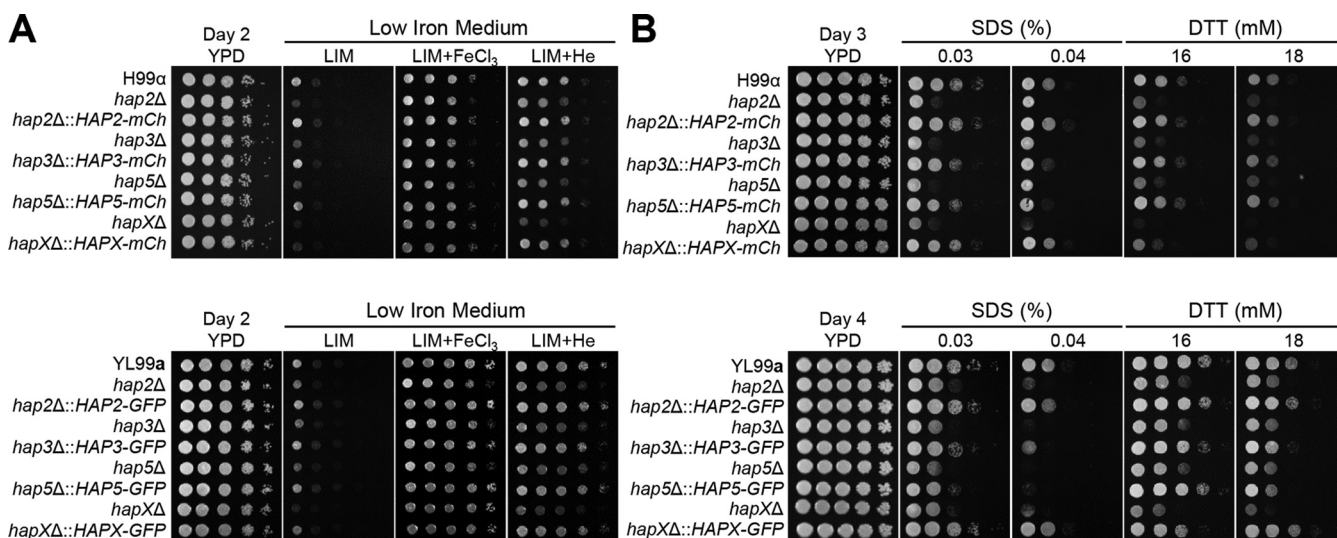 A
Day 2
YPD
Low Iron Medium
LIM
LIM+FeCl3
LIM+He
H99α
hap2Δ
hap2Δ::HAP2-mCh
hap3Δ
hap3Δ::HAP3-mCh
hap5Δ
hap5Δ::HAP5-mCh
hapXΔ
hapXΔ::HAPX-mCh
B
Day 3
YPD
SDS (%)
0.03
0.04
DTT (mM)
16
18
H99α
hap2Δ
hap2Δ::HAP2-mCh
hap3Δ
hap3Δ::HAP3-mCh
hap5Δ
hap5Δ::HAP5-mCh
hapXΔ
hapXΔ::HAPX-mCh
Day 2
YPD
Low Iron Medium
LIM
LIM+FeCl3
LIM+He
YL99a
hap2Δ
hap2Δ::HAP2-GFP
hap3Δ
hap3Δ::HAP3-GFP
hap5Δ
hap5Δ::HAP5-GFP
hapXΔ
hapXΔ::HAPX-GFP
Day 4
YPD
SDS (%)
0.03
0.04
DTT (mM)
16
18
YL99a
hap2Δ
hap2Δ::HAP2-GFP
hap3Δ
hap3Δ::HAP3-GFP
hap5Δ
hap5Δ::HAP5-GFP
hapXΔ
hapXΔ::HAPX-GFP